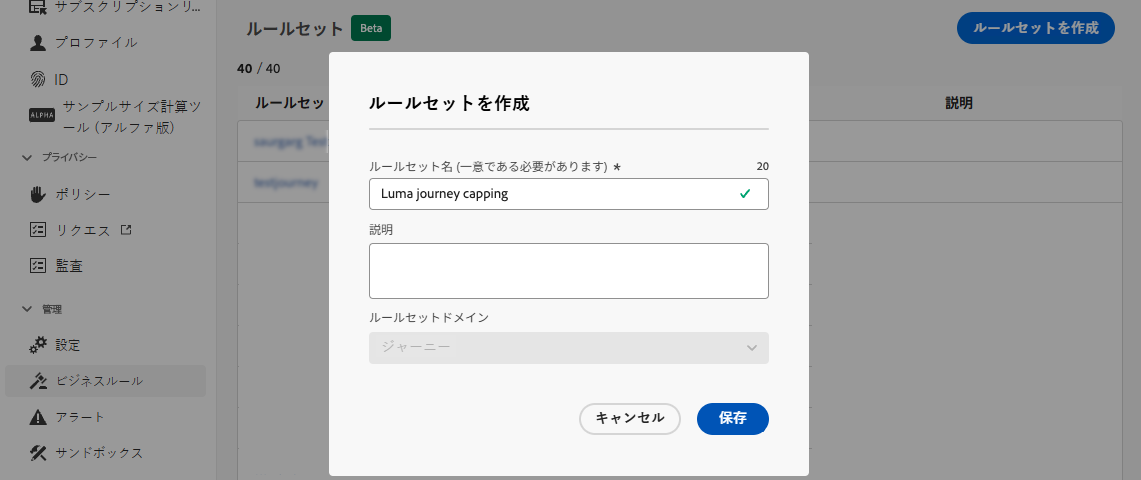 サブスクリプションリ...
プロファイル
ID
ALPHA
サンプルサイズ計算ツ
ール (アルファ版)
プライバシー
ポリシー
リクエス
監査
管理
設定
ビジネスルール
アラート
サンドボックス
ルールセット Beta
ルールセットを作成
40 / 40
ルールセッ
説明
ルールセットを作成
ルールセット名 (一意である必要があります) *
20
Luma journey capping
説明
ルールセットドメイン
ジャーニー
キャンセル
保存